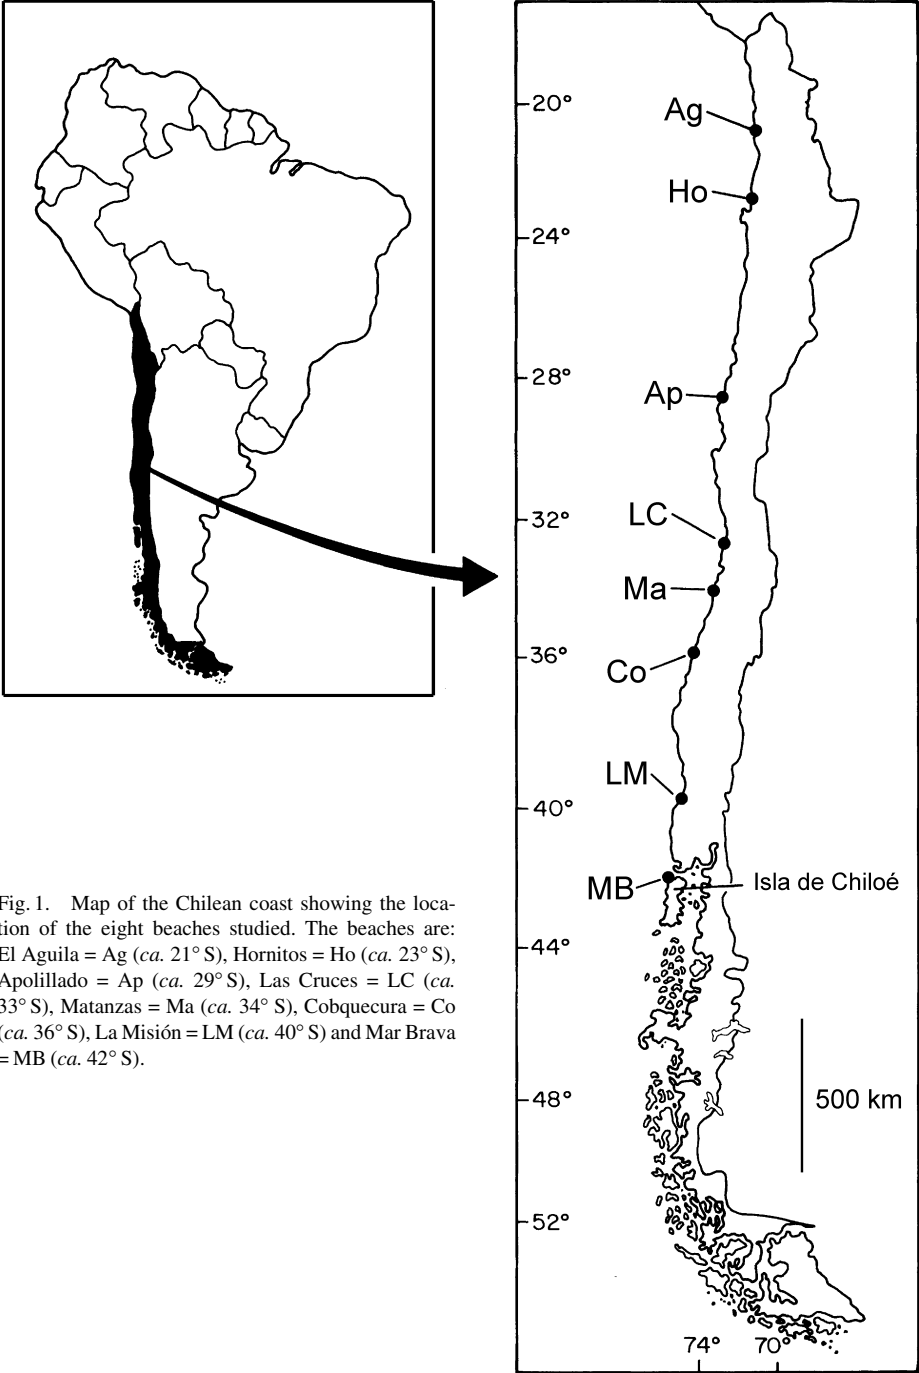 20°
Ag
Ho
24°
28°
Ap
LC
32°
Ma
36°
Co
LM
40°
MB
Isla de Chiloé
44°
48°
500 km
52°
74° 70°
Fig. 1. Map of the Chilean coast showing the loca-
tion of the eight beaches studied. The beaches are:
El Aguila = Ag (ca. 21° S), Hornitos = Ho (ca. 23° S),
Apolillado = Ap (ca. 29° S), Las Cruces = LC (ca.
33° S), Matanzas = Ma (ca. 34° S), Cobquecura = Co
(ca. 36° S), La Misión = LM (ca. 40° S) and Mar Brava
= MB (ca. 42° S).